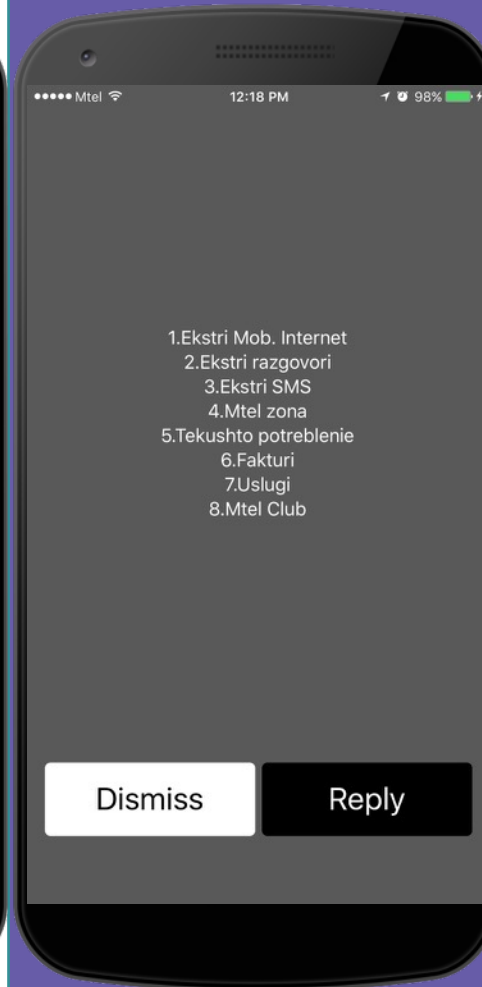 Mtel 12:18 PM 98%
1.Ekstri Mob. Internet
2.Ekstri razgovori
3.Ekstri SMS
4.Mtel zona
5.Tekushto potreblenie
6.Fakturi
7.Uslugi
8.Mtel Club
Dismiss Reply